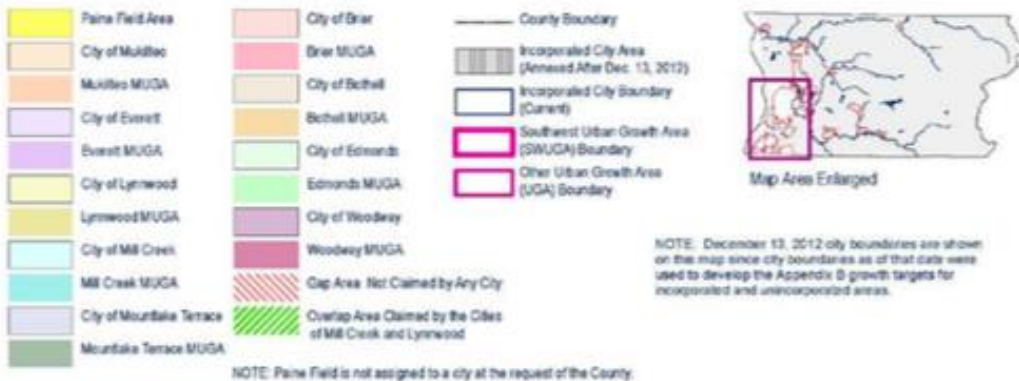 Paine Field Area
City of Mukilteo
Mukilteo MUGA
City of Everett
Everett MUGA
City of Lynnwood
Lynnwood MUGA
City of Mill Creek
Mill Creek MUGA
City of Mountlake Terrace
Mountlake Terrace MUGA
City of Brier
Brier MUGA
City of Bothell
Bothell MUGA
City of Edmonds
Edmonds MUGA
City of Woodway
Woodway MUGA
Gap Area Not Claimed by Any City
Overlap Area Claimed by the Cities
of Mill Creek and Lynnwood
NOTE: Paine Field is not assigned to a city at the request of the County.
County Boundary
Incorporated City Area
(Annexed After Dec. 13, 2012)
Incorporated City Boundary
(Current)
Southwest Urban Growth Area
(SWUGA) Boundary
Other Urban Growth Area
(UGA) Boundary
Map Area Enlarged
NOTE: December 13, 2012 city boundaries are shown
on this map since city boundaries as of that date were
used to develop the Appendix B growth targets for
incorporated and unincorporated areas.